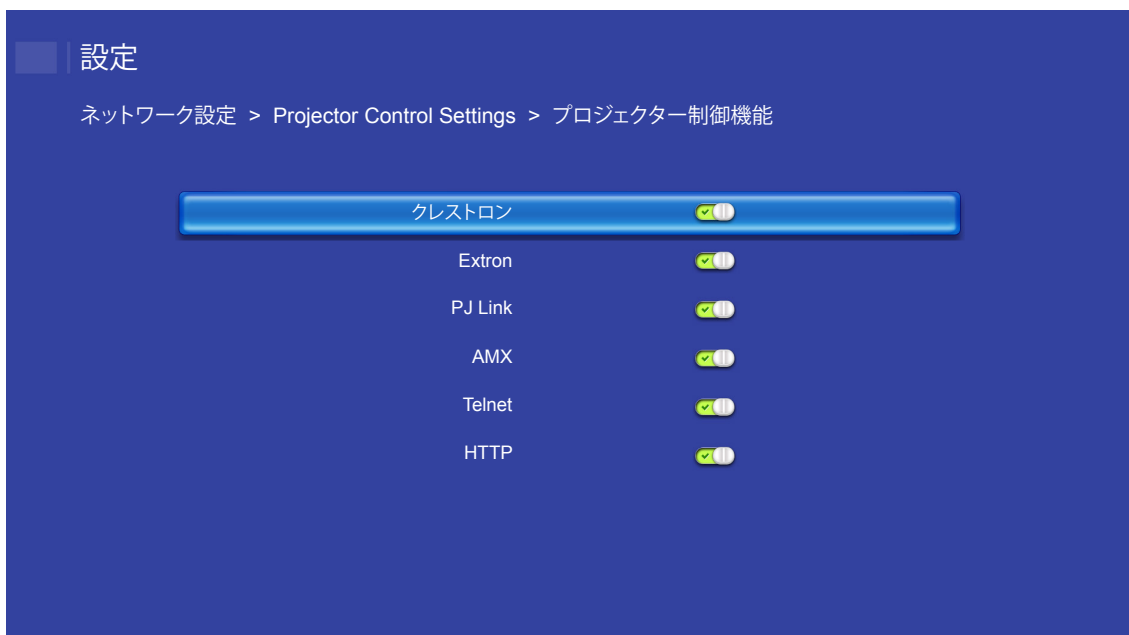 設定
ネットワーク設定 > Projector Control Settings > プロジェクター制御機能
クレストロン
Extron
PJ Link
AMX
Telnet
HTTP